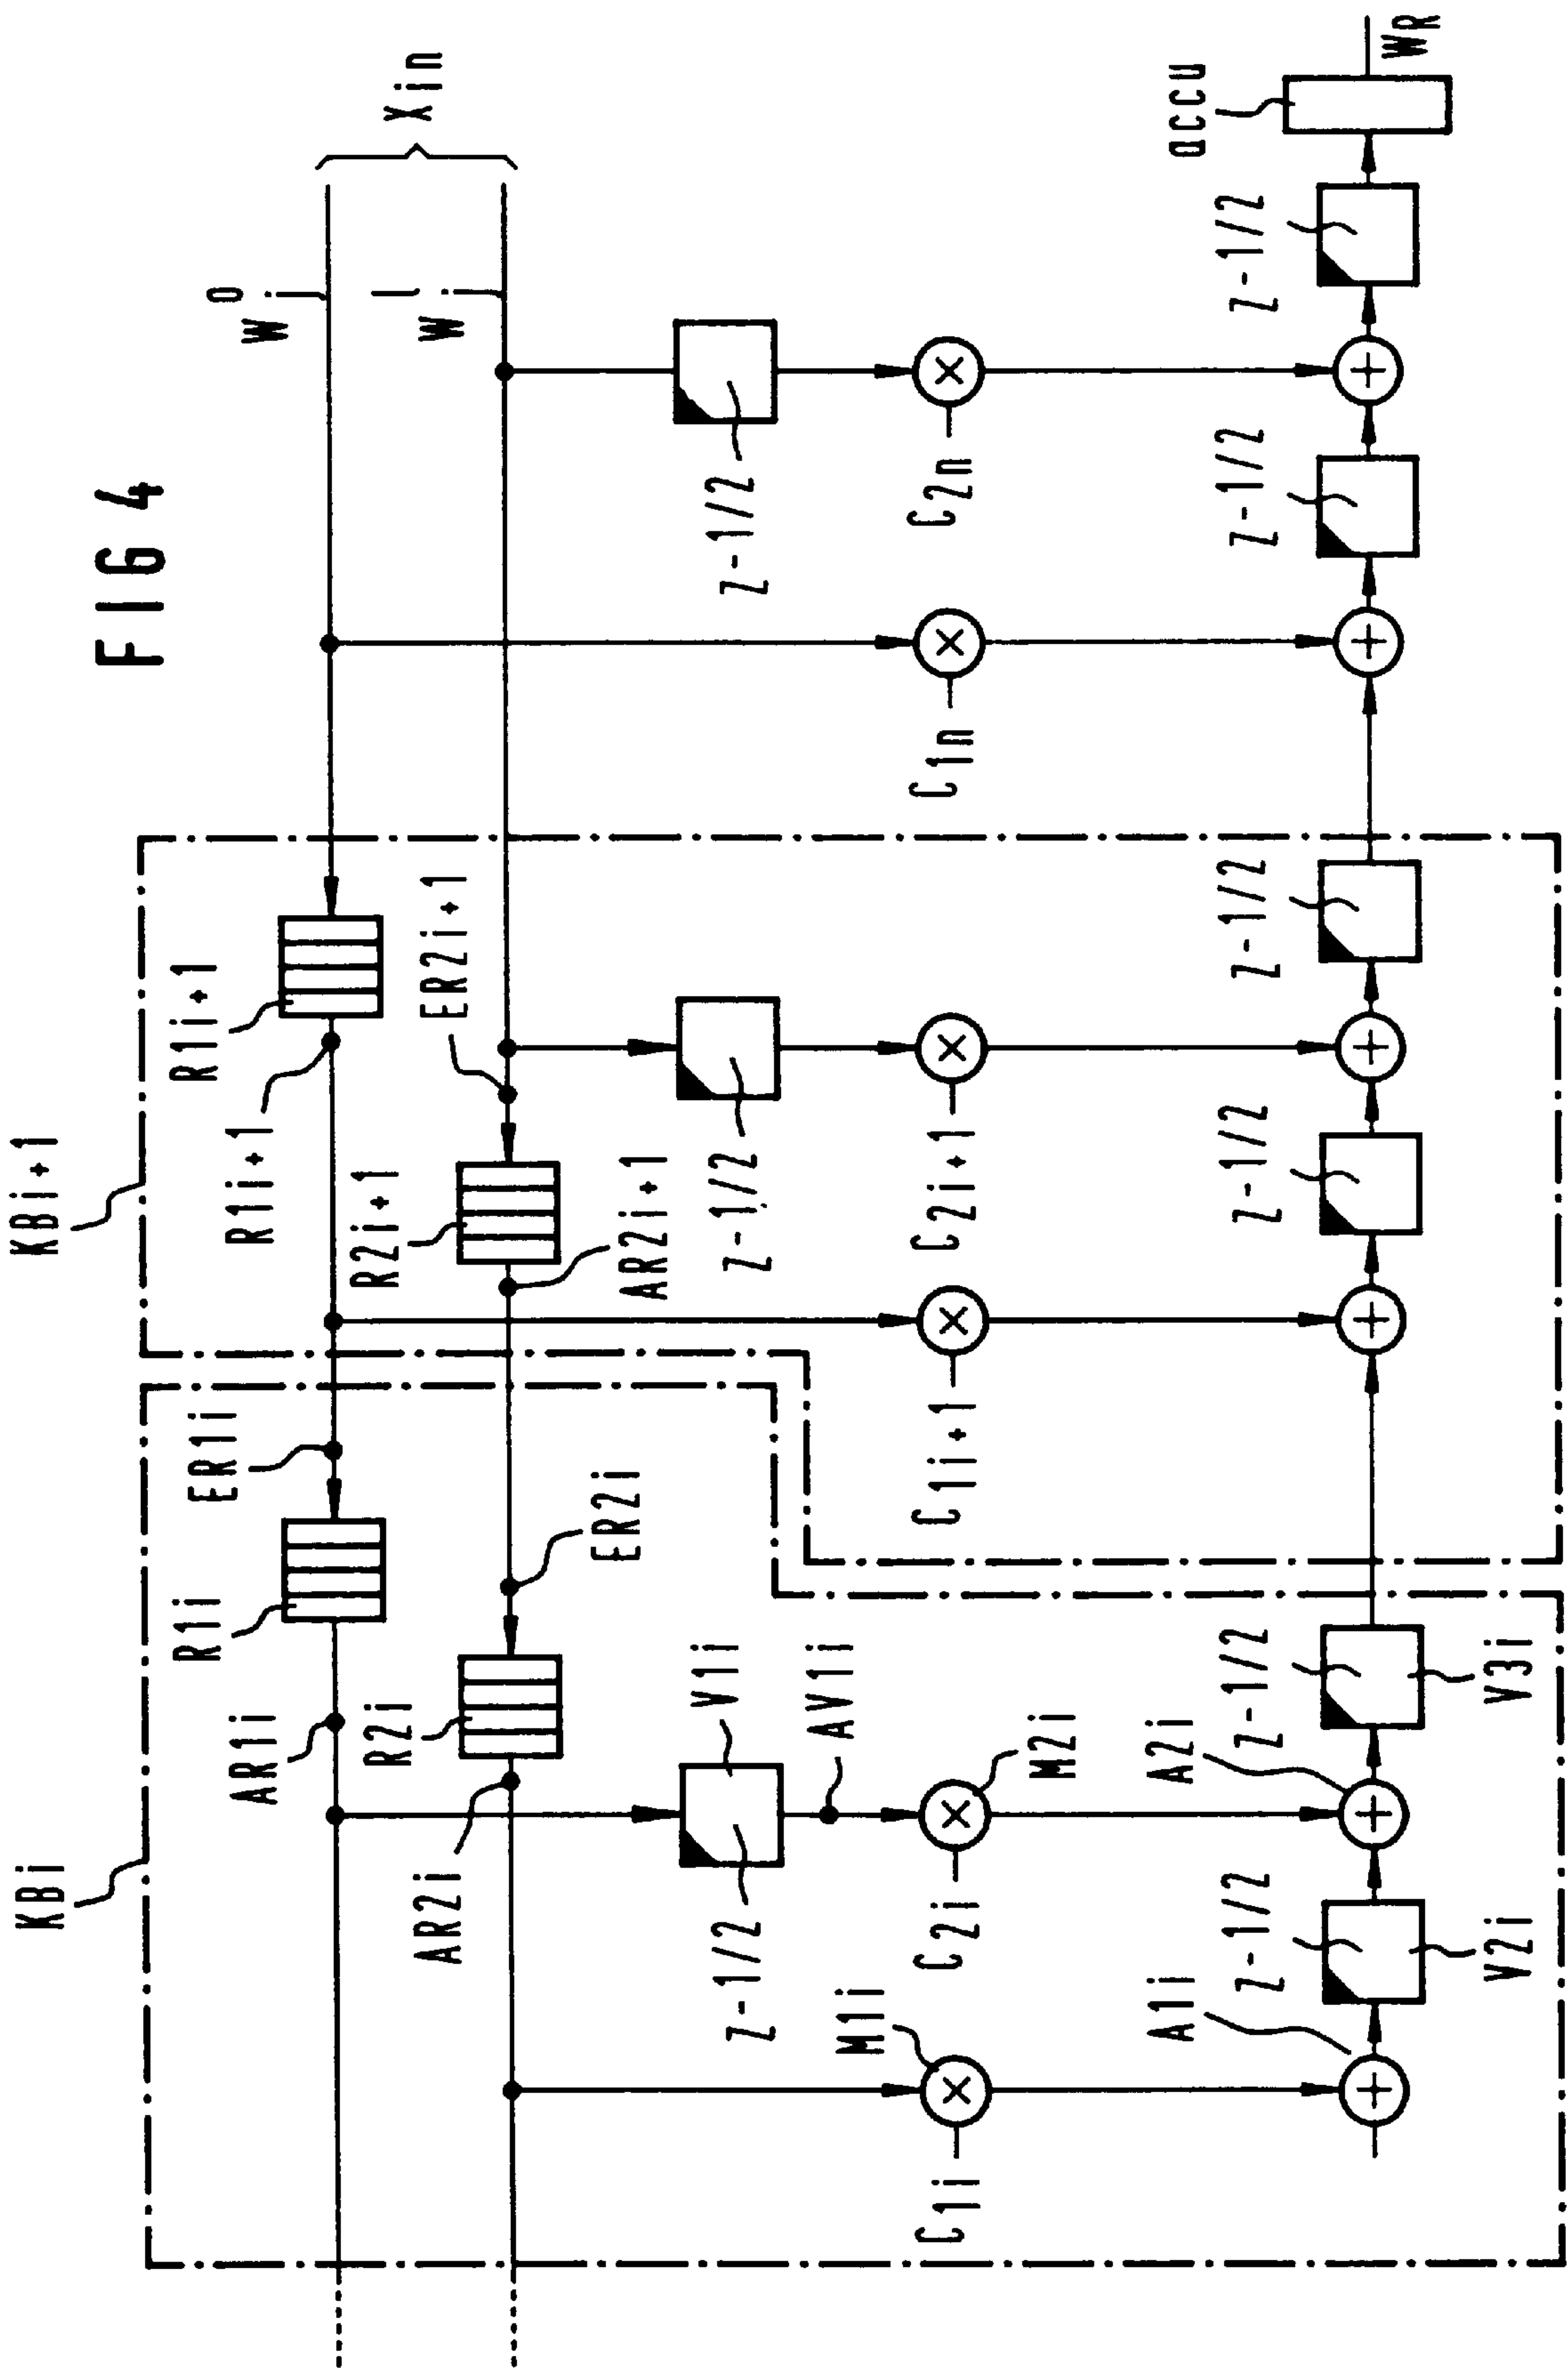 FIG 4
KBi
KBi+1
R1i
ER1i
R1i+1
R1i+1
AR1i
W i 0
Xin
R2i
ER2i
R2i+1
ER2i+1
AR2i
AR2i+1
W i 1
V1i
z-1/2
z-1/2
z-1/2
AV1i
C1i
M1i
C2i
M2i
C1i+1
C2i+1
C1n
C2n
A1i
z-1/2
A2i
z-1/2
z-1/2
z-1/2
z-1/2
z-1/2
accu
V2i
V3i
WR